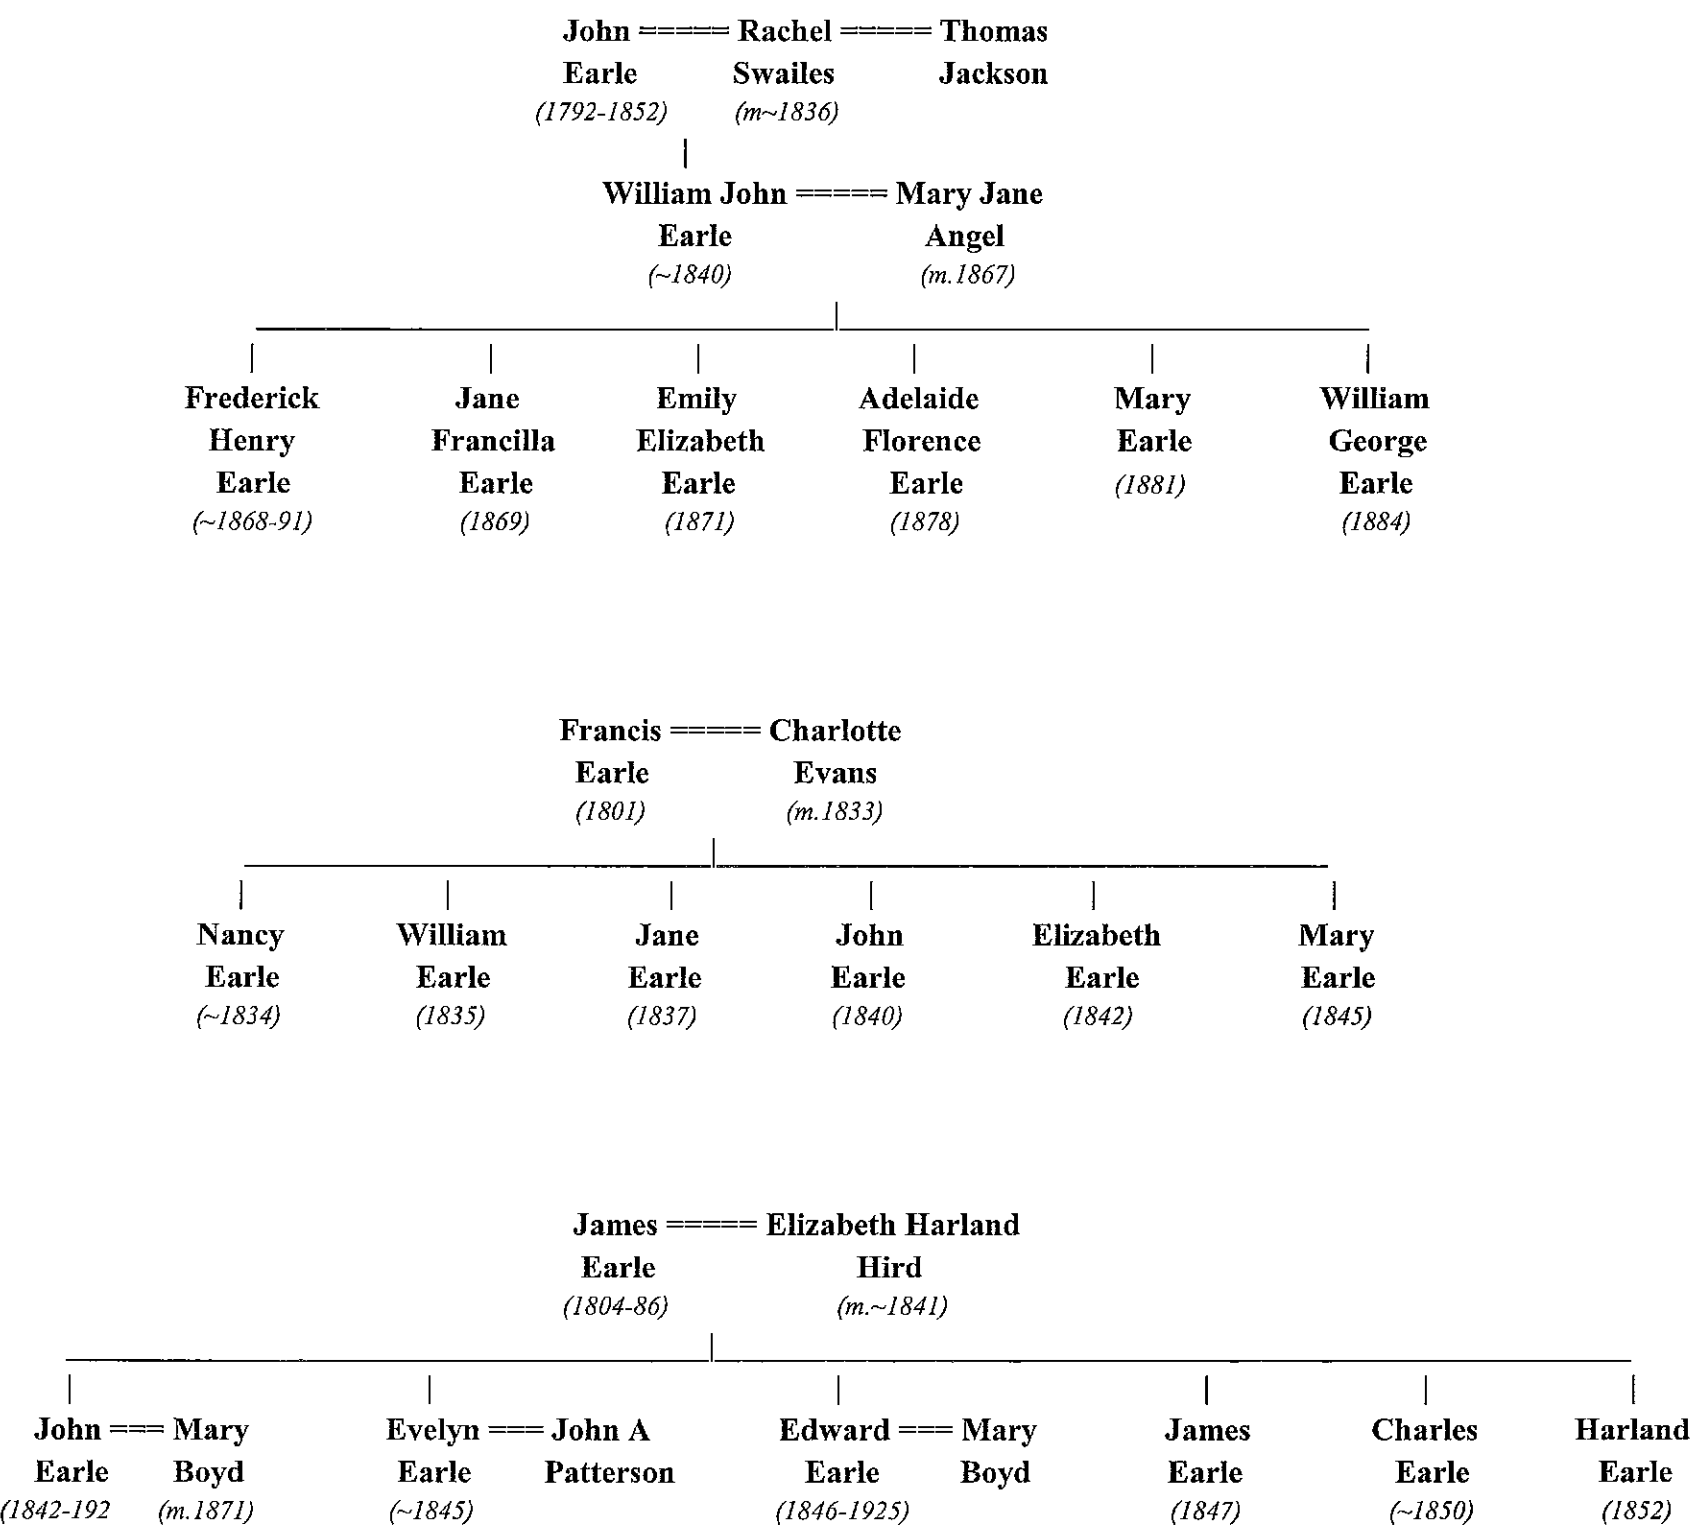 John ===== Rachel ===== Thomas
Earle Swailes Jackson
(1792-1852) (m~1836)
William John ===== Mary Jane
Earle Angel
(~1840) (m.1867)
Frederick Jane Emily Adelaide Mary William
Henry Francilla Elizabeth Florence Earle George
Earle Earle Earle Earle (1881) Earle
(~1868-91) (1869) (1871) (1878) (1884)
Francis ===== Charlotte
Earle Evans
(1801) (m.1833)
Nancy William Jane John Elizabeth Mary
Earle Earle Earle Earle Earle Earle
(~1834) (1835) (1837) (1840) (1842) (1845)
James ===== Elizabeth Harland
Earle Hird
(1804-86) (m.~1841)
John === Mary Evelyn === John A Edward === Mary James Charles Harland
Earle Boyd Earle Patterson Earle Boyd Earle Earle Earle
(1842-192 (m.1871) (~1845) (1846-1925) (1847) (~1850) (1852)